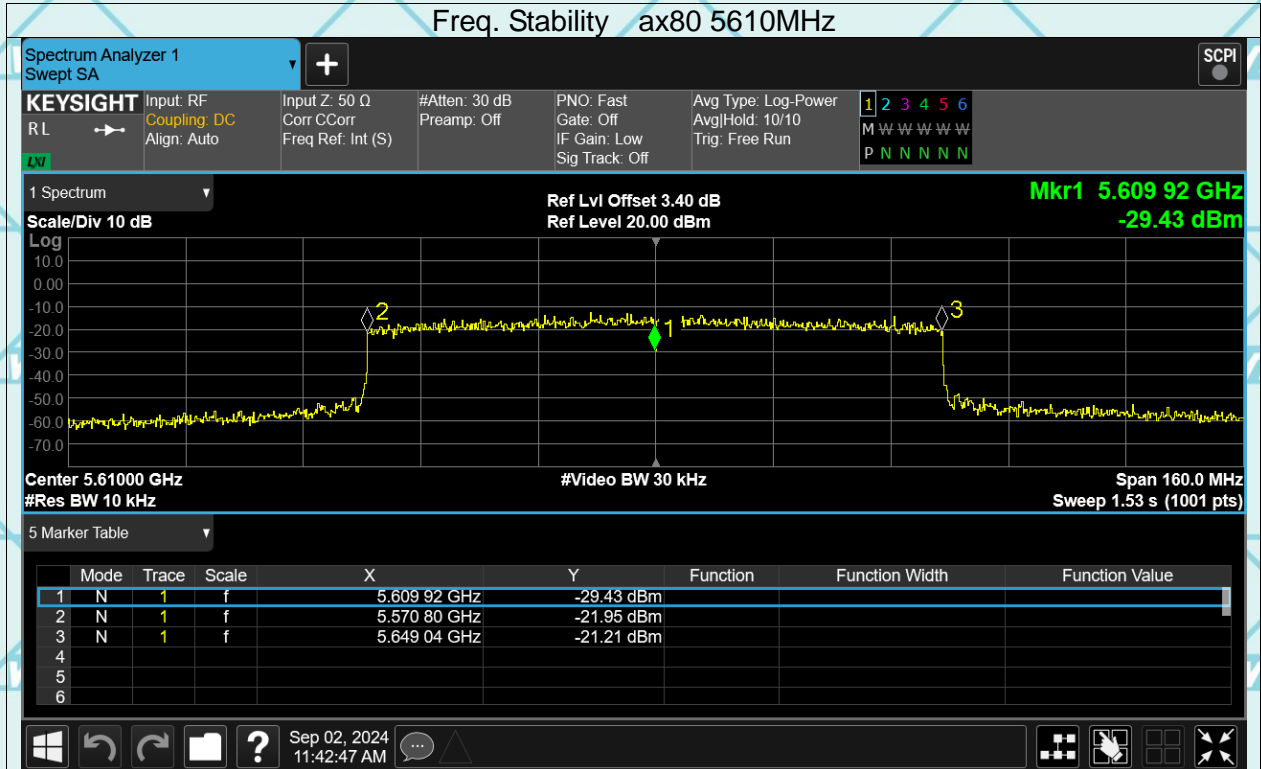 Freq. Stability ax80 5610MHz
Spectrum Analyzer 1
Swept SA
SCPI
KEYSIGHT
RL
LXI
Input: RF
Coupling: DC
Align: Auto
Input Z: 50 Ω
Corr CCorr
Freq Ref: Int (S)
#Atten: 30 dB
Preamp: Off
PNO: Fast
Gate: Off
IF Gain: Low
Sig Track: Off
Avg Type: Log-Power
Avg|Hold: 10/10
Trig: Free Run
1 2 3 4 5 6
M W W W W W
P N N N N N
1 Spectrum
Scale/Div 10 dB
Ref Lvl Offset 3.40 dB
Ref Level 20.00 dBm
Mkr1 5.609 92 GHz
-29.43 dBm
Log
10.0
0.00
-10.0
-20.0
-30.0
-40.0
-50.0
-60.0
-70.0
2
1
3
Center 5.61000 GHz
#Res BW 10 kHz
#Video BW 30 kHz
Span 160.0 MHz
Sweep 1.53 s (1001 pts)
5 Marker Table
Mode Trace Scale X Y Function Function Width Function Value
1 N 1 f 5.609 92 GHz -29.43 dBm
2 N 1 f 5.570 80 GHz -21.95 dBm
3 N 1 f 5.649 04 GHz -21.21 dBm
4
5
6
?
Sep 02, 2024
11:42:47 AM